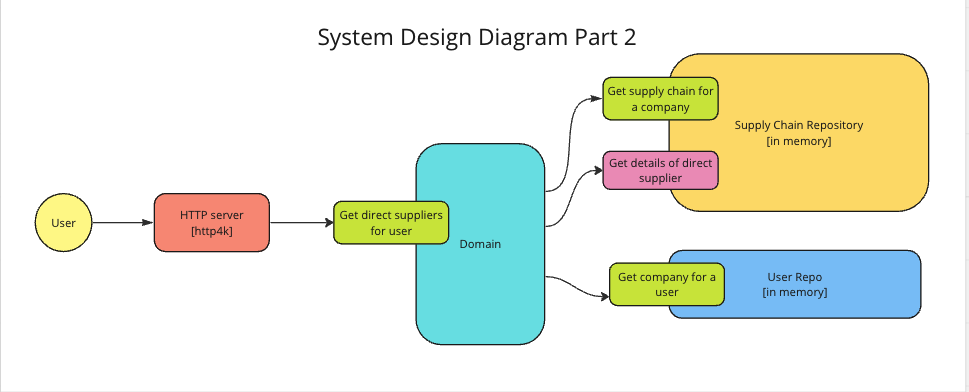 System Design Diagram Part 2
Get supply chain for
a company
Supply Chain Repository
[in memory]
Get details of direct
supplier
User
HTTP server
[http4k]
Get direct suppliers
for user
Domain
Get company for a
user
User Repo
[in memory]